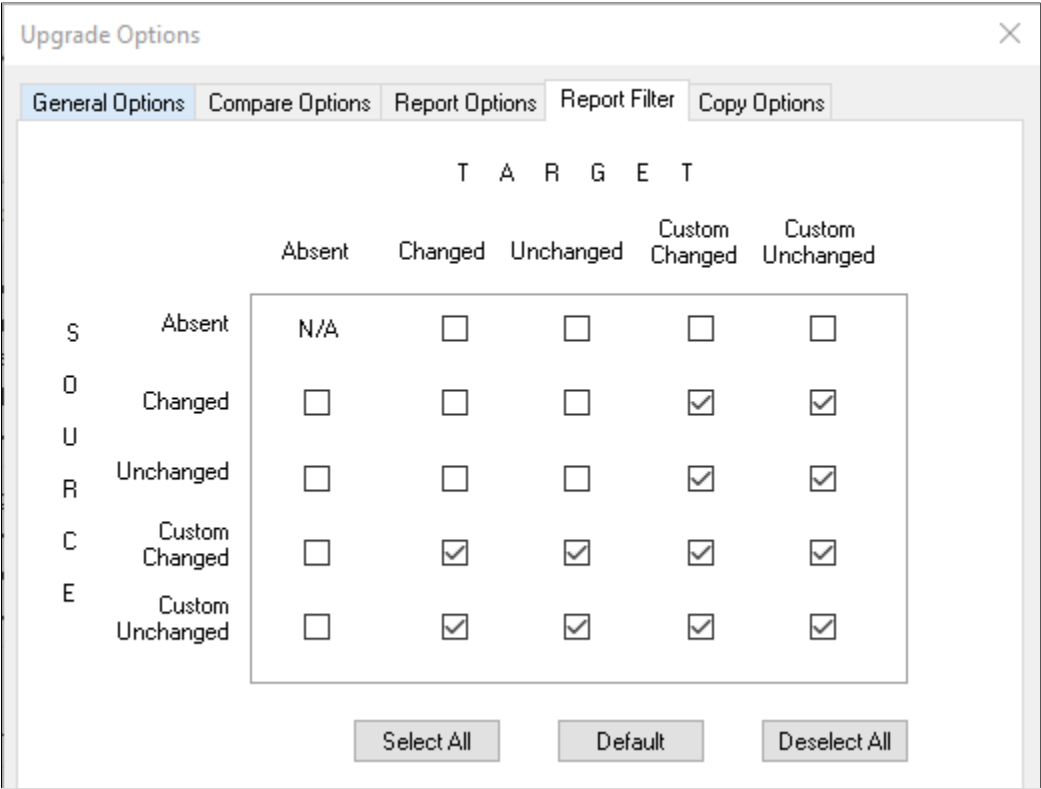 Upgrade Options
General Options Compare Options Report Options Report Filter Copy Options
T A R G E T
Absent Changed Unchanged Custom Changed Custom Unchanged
S
O
U
R
C
E
Absent N/A
Changed
Unchanged
Custom
Changed
Custom
Unchanged
Select All Default Deselect All